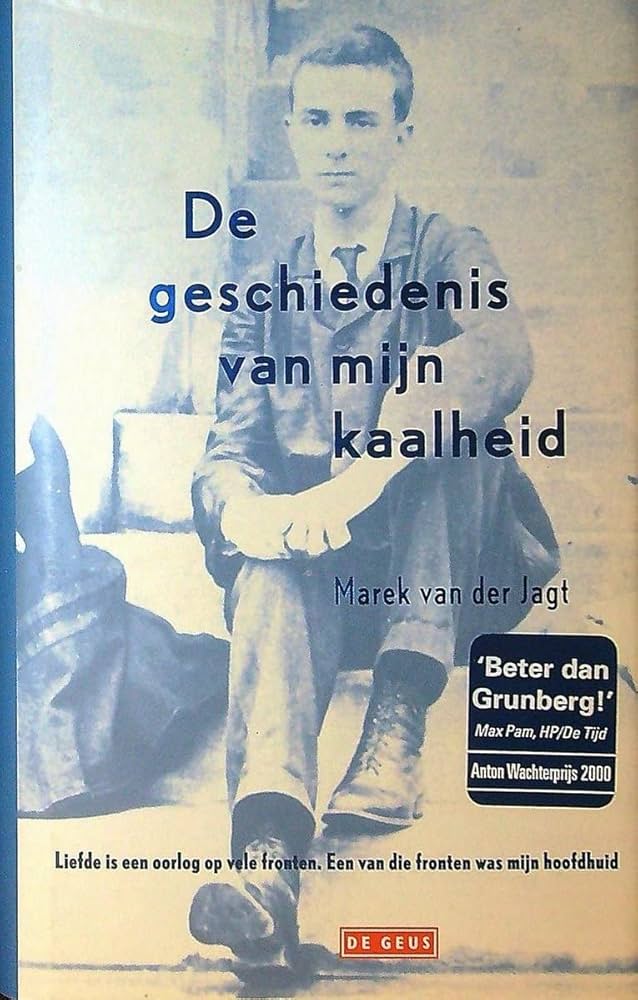 De
geschiedenis
van mijn
kaalheid
Marek van der Jagt
‘Beter dan
Grunberg!’
Max Pam, HP/De Tijd
Anton Wachterprijs 2000
Liefde is een oorlog op vele fronten. Een van die fronten was mijn hoofdhuid
DE GEUS